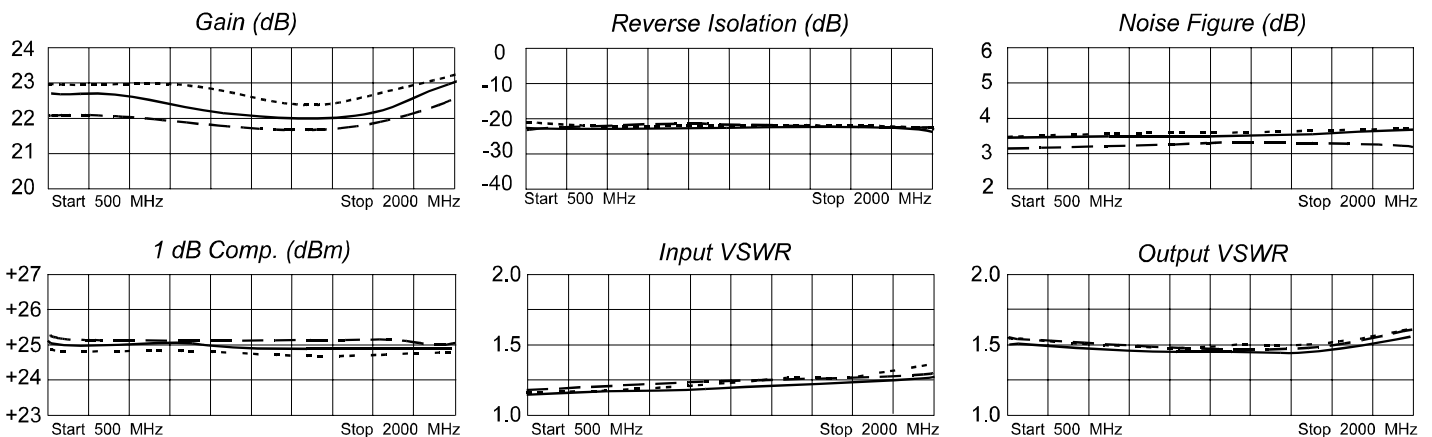 Gain (dB)
24
23
22
21
20
Start 500 MHz
Stop 2000 MHz
Reverse Isolation (dB)
0
-10
-20
-30
-40
Start 500 MHz
Stop 2000 MHz
Noise Figure (dB)
6
5
4
3
2
Start 500 MHz
Stop 2000 MHz
1 dB Comp. (dBm)
+27
+26
+25
+24
+23
Start 500 MHz
Stop 2000 MHz
Input VSWR
2.0
1.5
1.0
Start 500 MHz
Stop 2000 MHz
Output VSWR
2.0
1.5
1.0
Start 500 MHz
Stop 2000 MHz